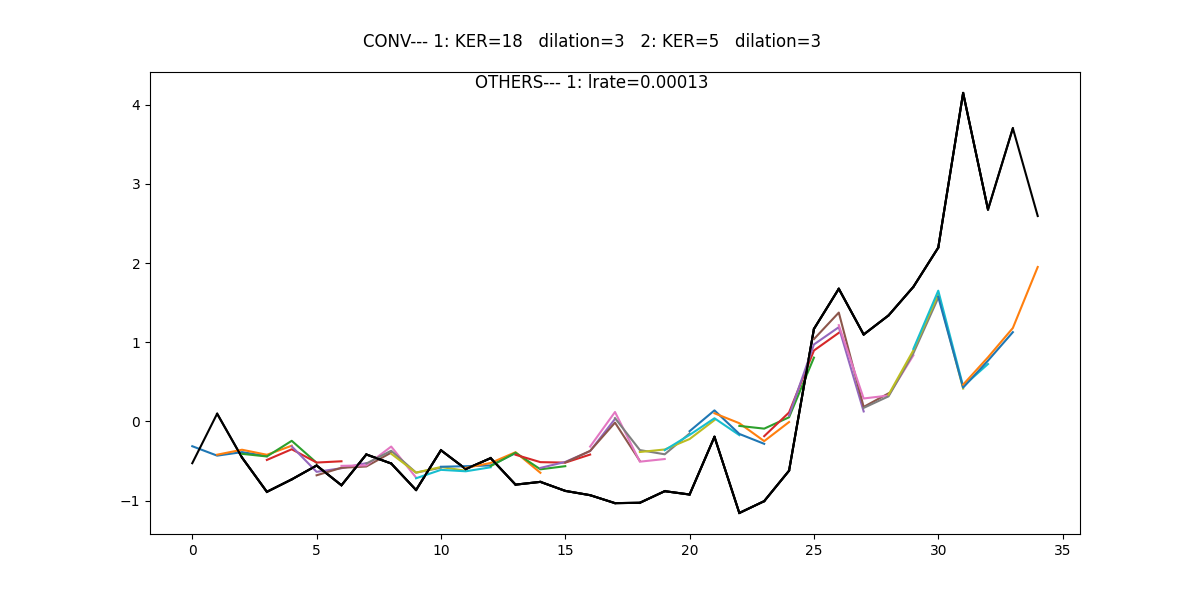 CONV--- 1: KER=18   dilation=3   2: KER=5   dilation=3
OTHERS--- 1: lrate=0.00013
4
3
2
1
0
−1
0 5 10 15 20 25 30 35